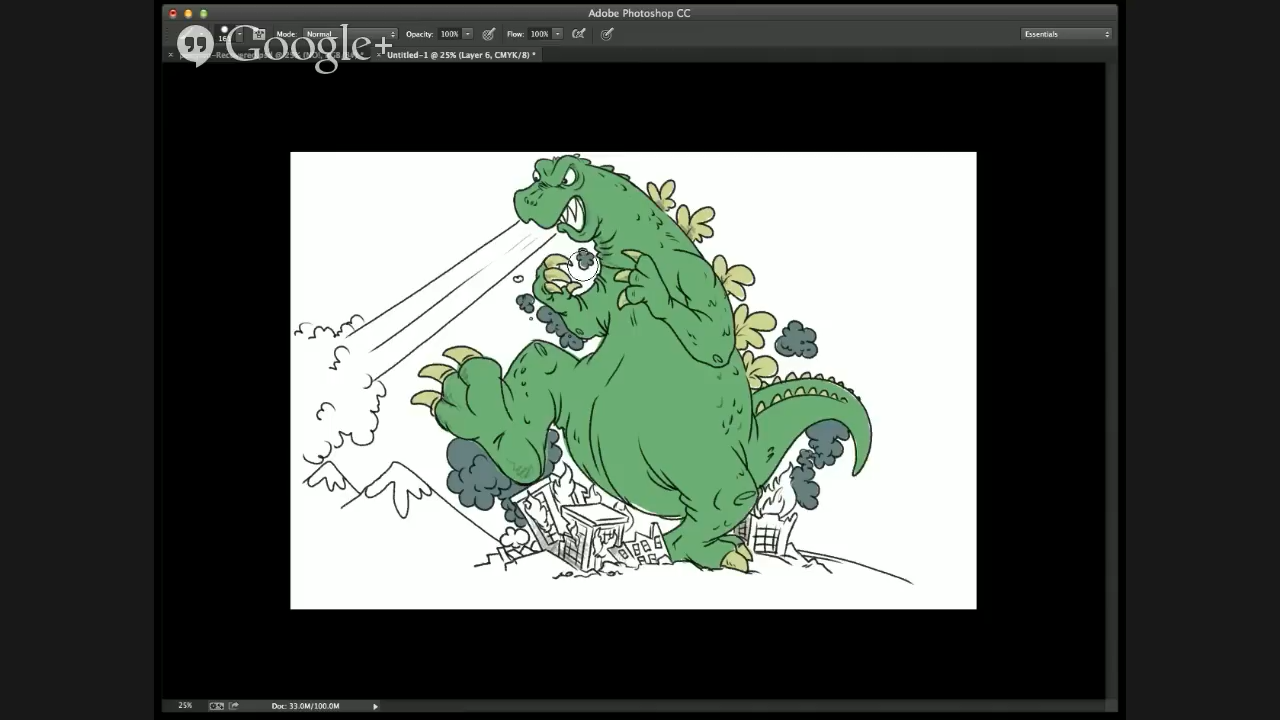 Adobe Photoshop CC
Mode: Normal Opacity: 100% Flow: 100% Essentials
Google+
Untitled-1 @ 25% (Layer 6, CMYK/8) *
25% Doc: 33.0M/100.0M